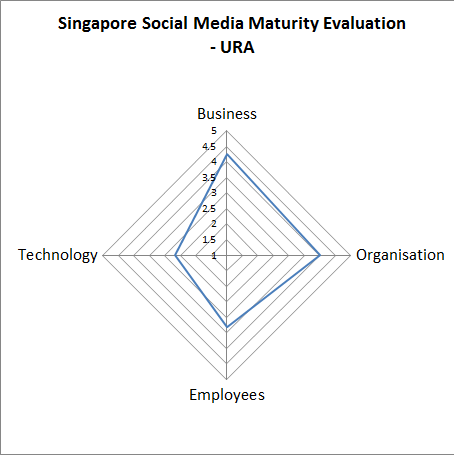 Singapore Social Media Maturity Evaluation
- URA
Business
5
4.5
4
3.5
3
2.5
2
1.5
1
Technology
Organisation
Employees